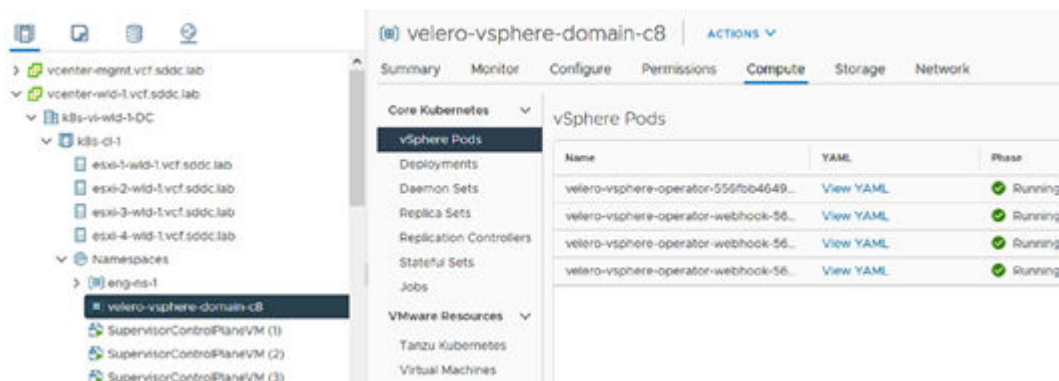 velero-vsphere-domain-c8
ACTIONS
Summary Monitor Configure Permissions Compute Storage Network
vcenter-mgmt.vcf.sddc.lab
vcenter-wld-1.vcf.sddc.lab
k8s-vi-wld-1-DC
k8s-cl-1
esxi-1-wld-1.vcf.sddc.lab
esxi-2-wld-1.vcf.sddc.lab
esxi-3-wld-1.vcf.sddc.lab
esxi-4-wld-1.vcf.sddc.lab
Namespaces
eng-ns-1
velero-vsphere-domain-c8
SupervisorControlPlaneVM (1)
SupervisorControlPlaneVM (2)
SupervisorControlPlaneVM (3)
Core Kubernetes
vSphere Pods
Deployments
Daemon Sets
Replica Sets
Replication Controllers
Stateful Sets
Jobs
VMware Resources
Tanzu Kubernetes
Virtual Machines
vSphere Pods
Name YAML Phase
velero-vsphere-operator-556fbb4649... View YAML Running
velero-vsphere-operator-webhook-56... View YAML Running
velero-vsphere-operator-webhook-56... View YAML Running
velero-vsphere-operator-webhook-56... View YAML Running